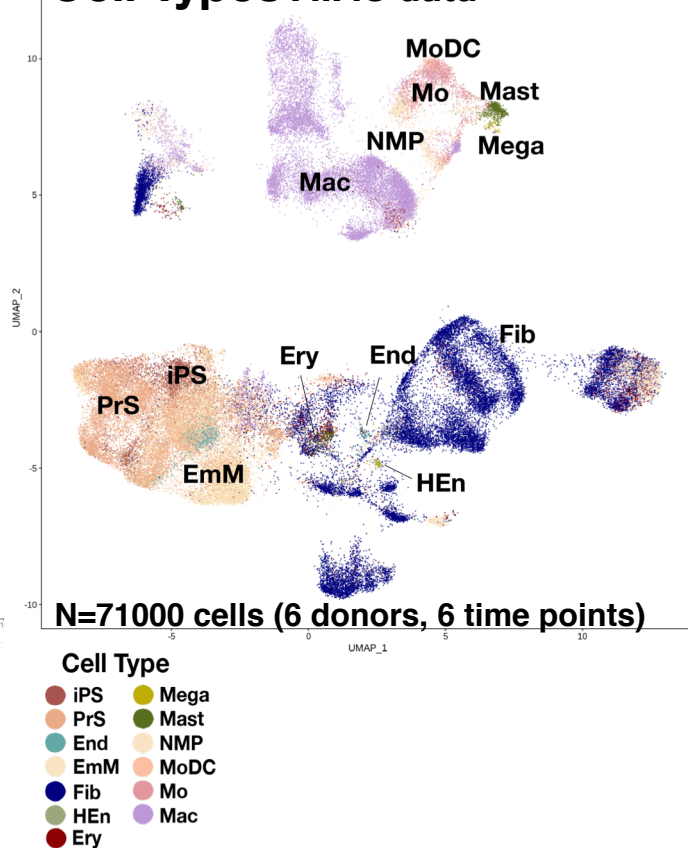 MoDC
10
Mo
Mast
NMP
Mega
Mac
5
UMAP_2
0
Fib
Ery
End
iPS
PrS
-5
EmM
HEn
-10
N=71000 cells (6 donors, 6 time points)
-5
0
5
10
UMAP_1
Cell Type
iPS
Mega
PrS
Mast
End
NMP
EmM
MoDC
Fib
Mo
HEn
Mac
Ery